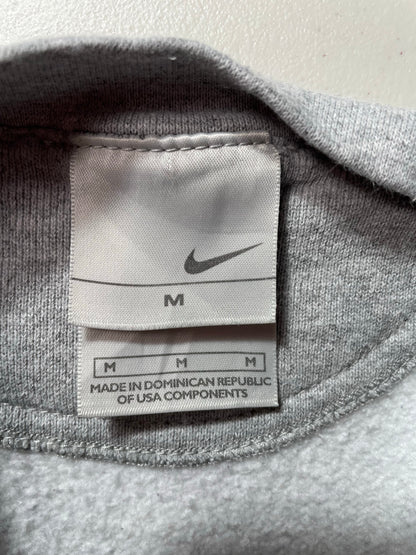 M
M M M
MADE IN DOMINICAN REPUBLIC
OF USA COMPONENTS